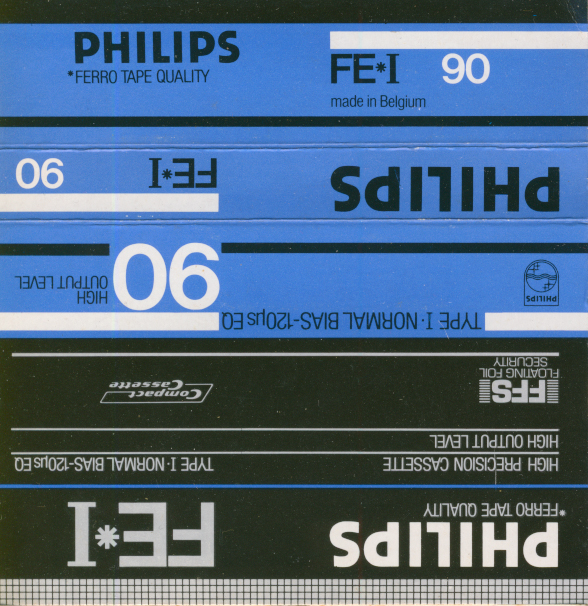 PHILIPS
*FERRO TAPE QUALITY
FE*I 90
made in Belgium
PHILIPS
FE*I
90
PHILIPS
90
HIGH
OUTPUT LEVEL
TYPE I·NORMAL BIAS-120µs EQ
FFS
FLOATING FOIL
SECURITY
Compact
Cassette
HIGH OUTPUT LEVEL
HIGH PRECISION CASSETTE
TYPE I·NORMAL BIAS-120µs EQ
PHILIPS
*FERRO TAPE QUALITY
FE*I